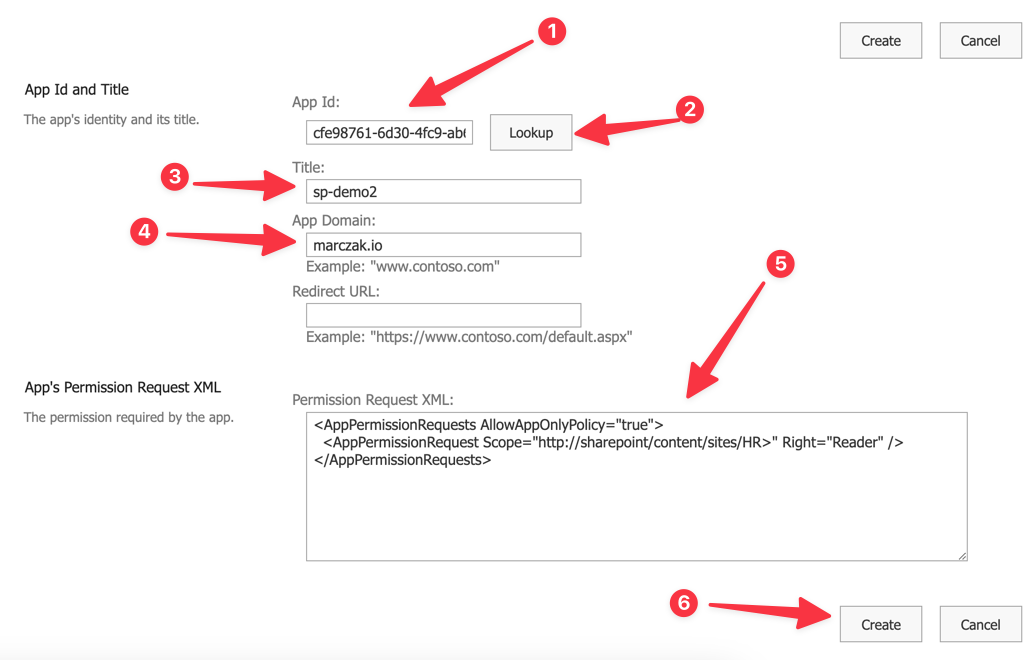 1
Create Cancel
App Id and Title
The app's identity and its title.
App Id:
2
cfe98761-6d30-4fc9-ab6 Lookup
Title:
3
sp-demo2
App Domain:
4
marczak.io
Example: "www.contoso.com"
5
Redirect URL:
Example: "https://www.contoso.com/default.aspx"
App's Permission Request XML
The permission required by the app.
Permission Request XML:
<AppPermissionRequests AllowAppOnlyPolicy="true">
<AppPermissionRequest Scope="http://sharepoint/content/sites/HR>" Right="Reader" />
</AppPermissionRequests>
6
Create Cancel